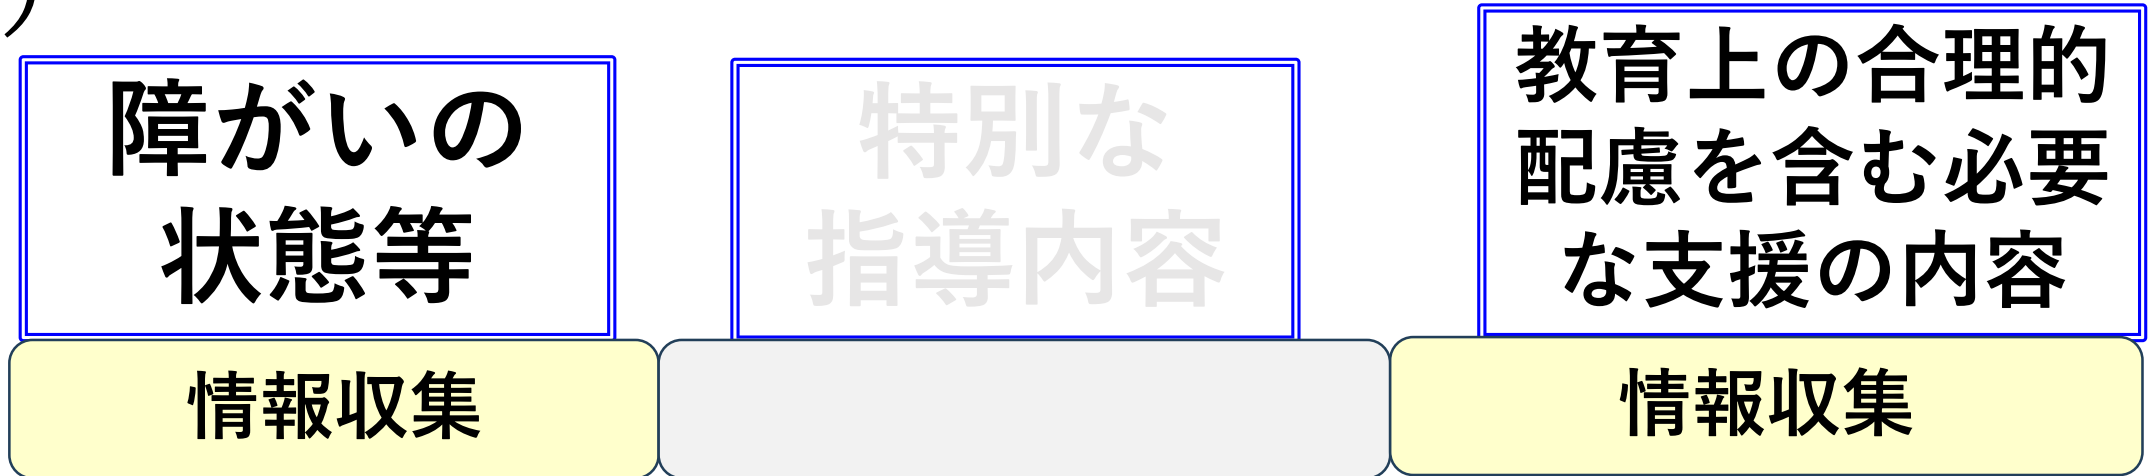 )
障がいの
状態等
特別な
指導内容
教育上の合理的
配慮を含む必要
な支援の内容
情報収集
情報収集